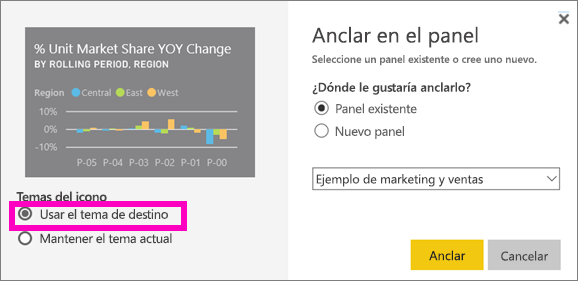 % Unit Market Share YOY Change
BY ROLLING PERIOD, REGION
Region Central East West
10%
0%
-10%
P-05 P-04 P-03 P-02 P-01 P-00
Temas del icono
Usar el tema de destino
Mantener el tema actual
Anclar en el panel
Seleccione un panel existente o cree uno nuevo.
¿Dónde le gustaría anclarlo?
Panel existente
Nuevo panel
Ejemplo de marketing y ventas
Anclar Cancelar